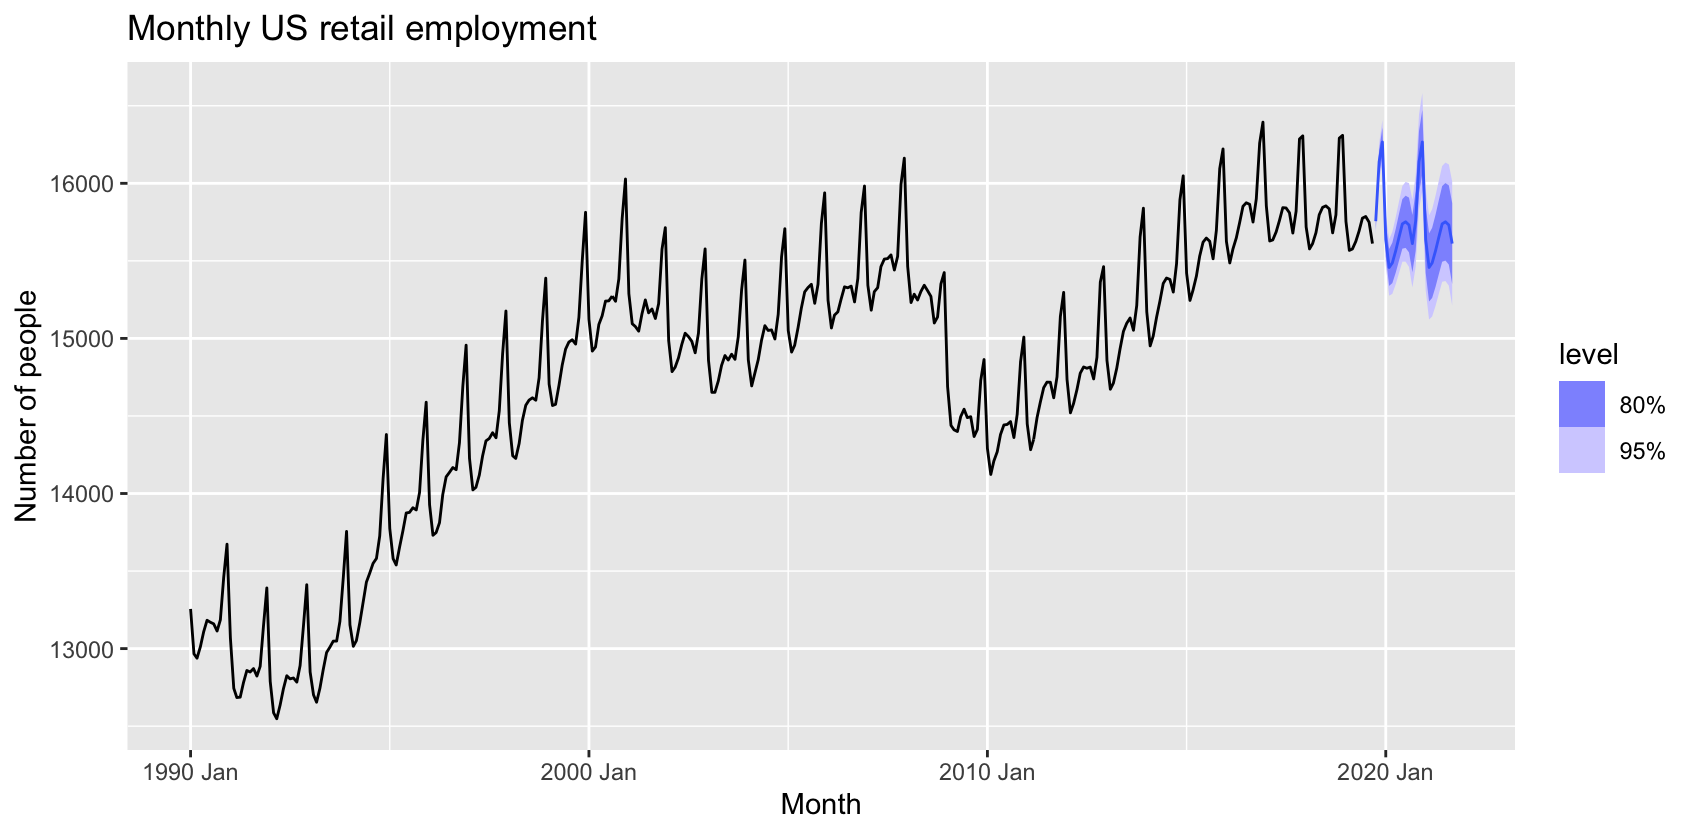 Monthly US retail employment
Number of people
16000
15000
14000
13000
1990 Jan
2000 Jan
2010 Jan
2020 Jan
Month
level
80%
95%